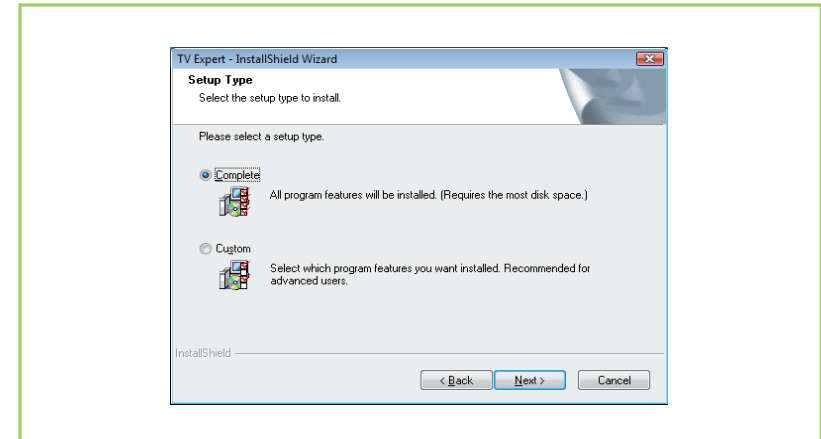 TV Expert - InstallShield Wizard
Setup Type
Select the setup type to install.
Please select a setup type.
Complete
All program features will be installed. (Requires the most disk space.)
Custom
Select which program features you want installed. Recommended for
advanced users.
InstallShield
< Back Next > Cancel